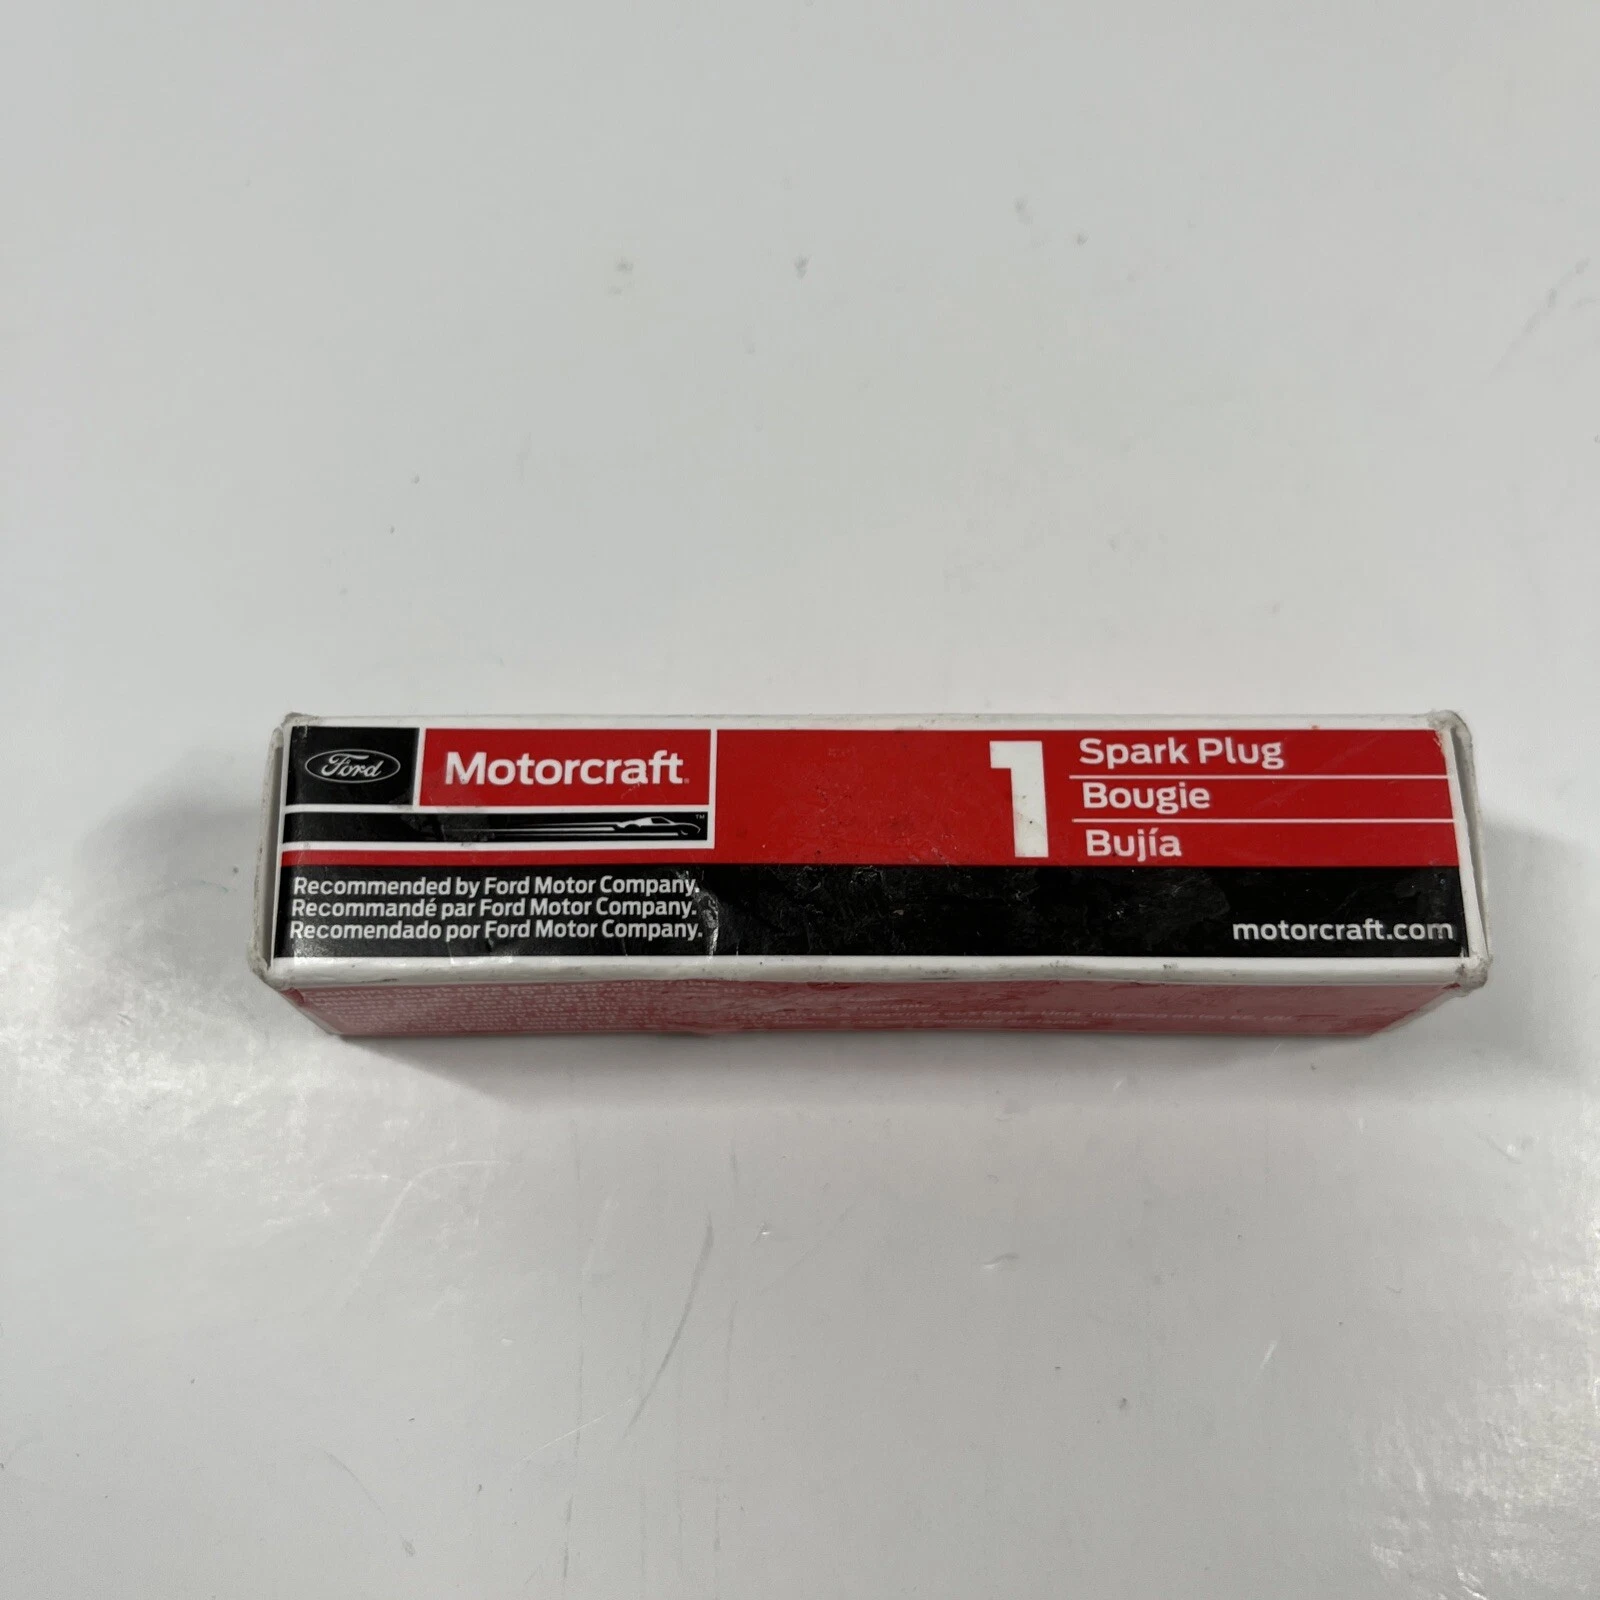 Ford
Motorcraft®
™
1
Spark Plug
Bougie
Bujía
Recommended by Ford Motor Company.
Recommandé par Ford Motor Company.
Recomendado por Ford Motor Company.
motorcraft.com